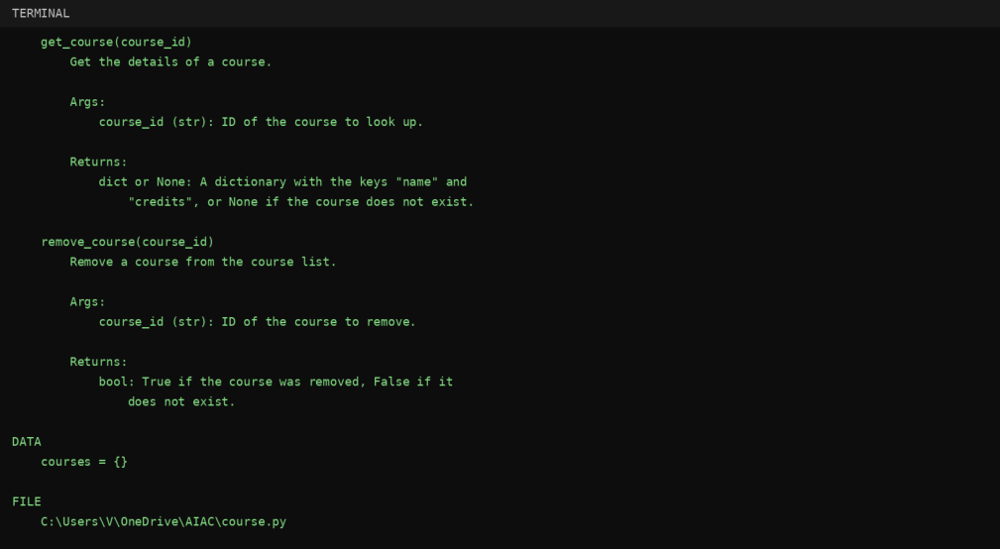 TERMINAL
get_course(course_id)
Get the details of a course.
Args:
course_id (str): ID of the course to look up.
Returns:
dict or None: A dictionary with the keys "name" and
"credits", or None if the course does not exist.
remove_course(course_id)
Remove a course from the course list.
Args:
course_id (str): ID of the course to remove.
Returns:
bool: True if the course was removed, False if it
does not exist.
DATA
courses = {}
FILE
C:\Users\V\OneDrive\AIAC\course.py